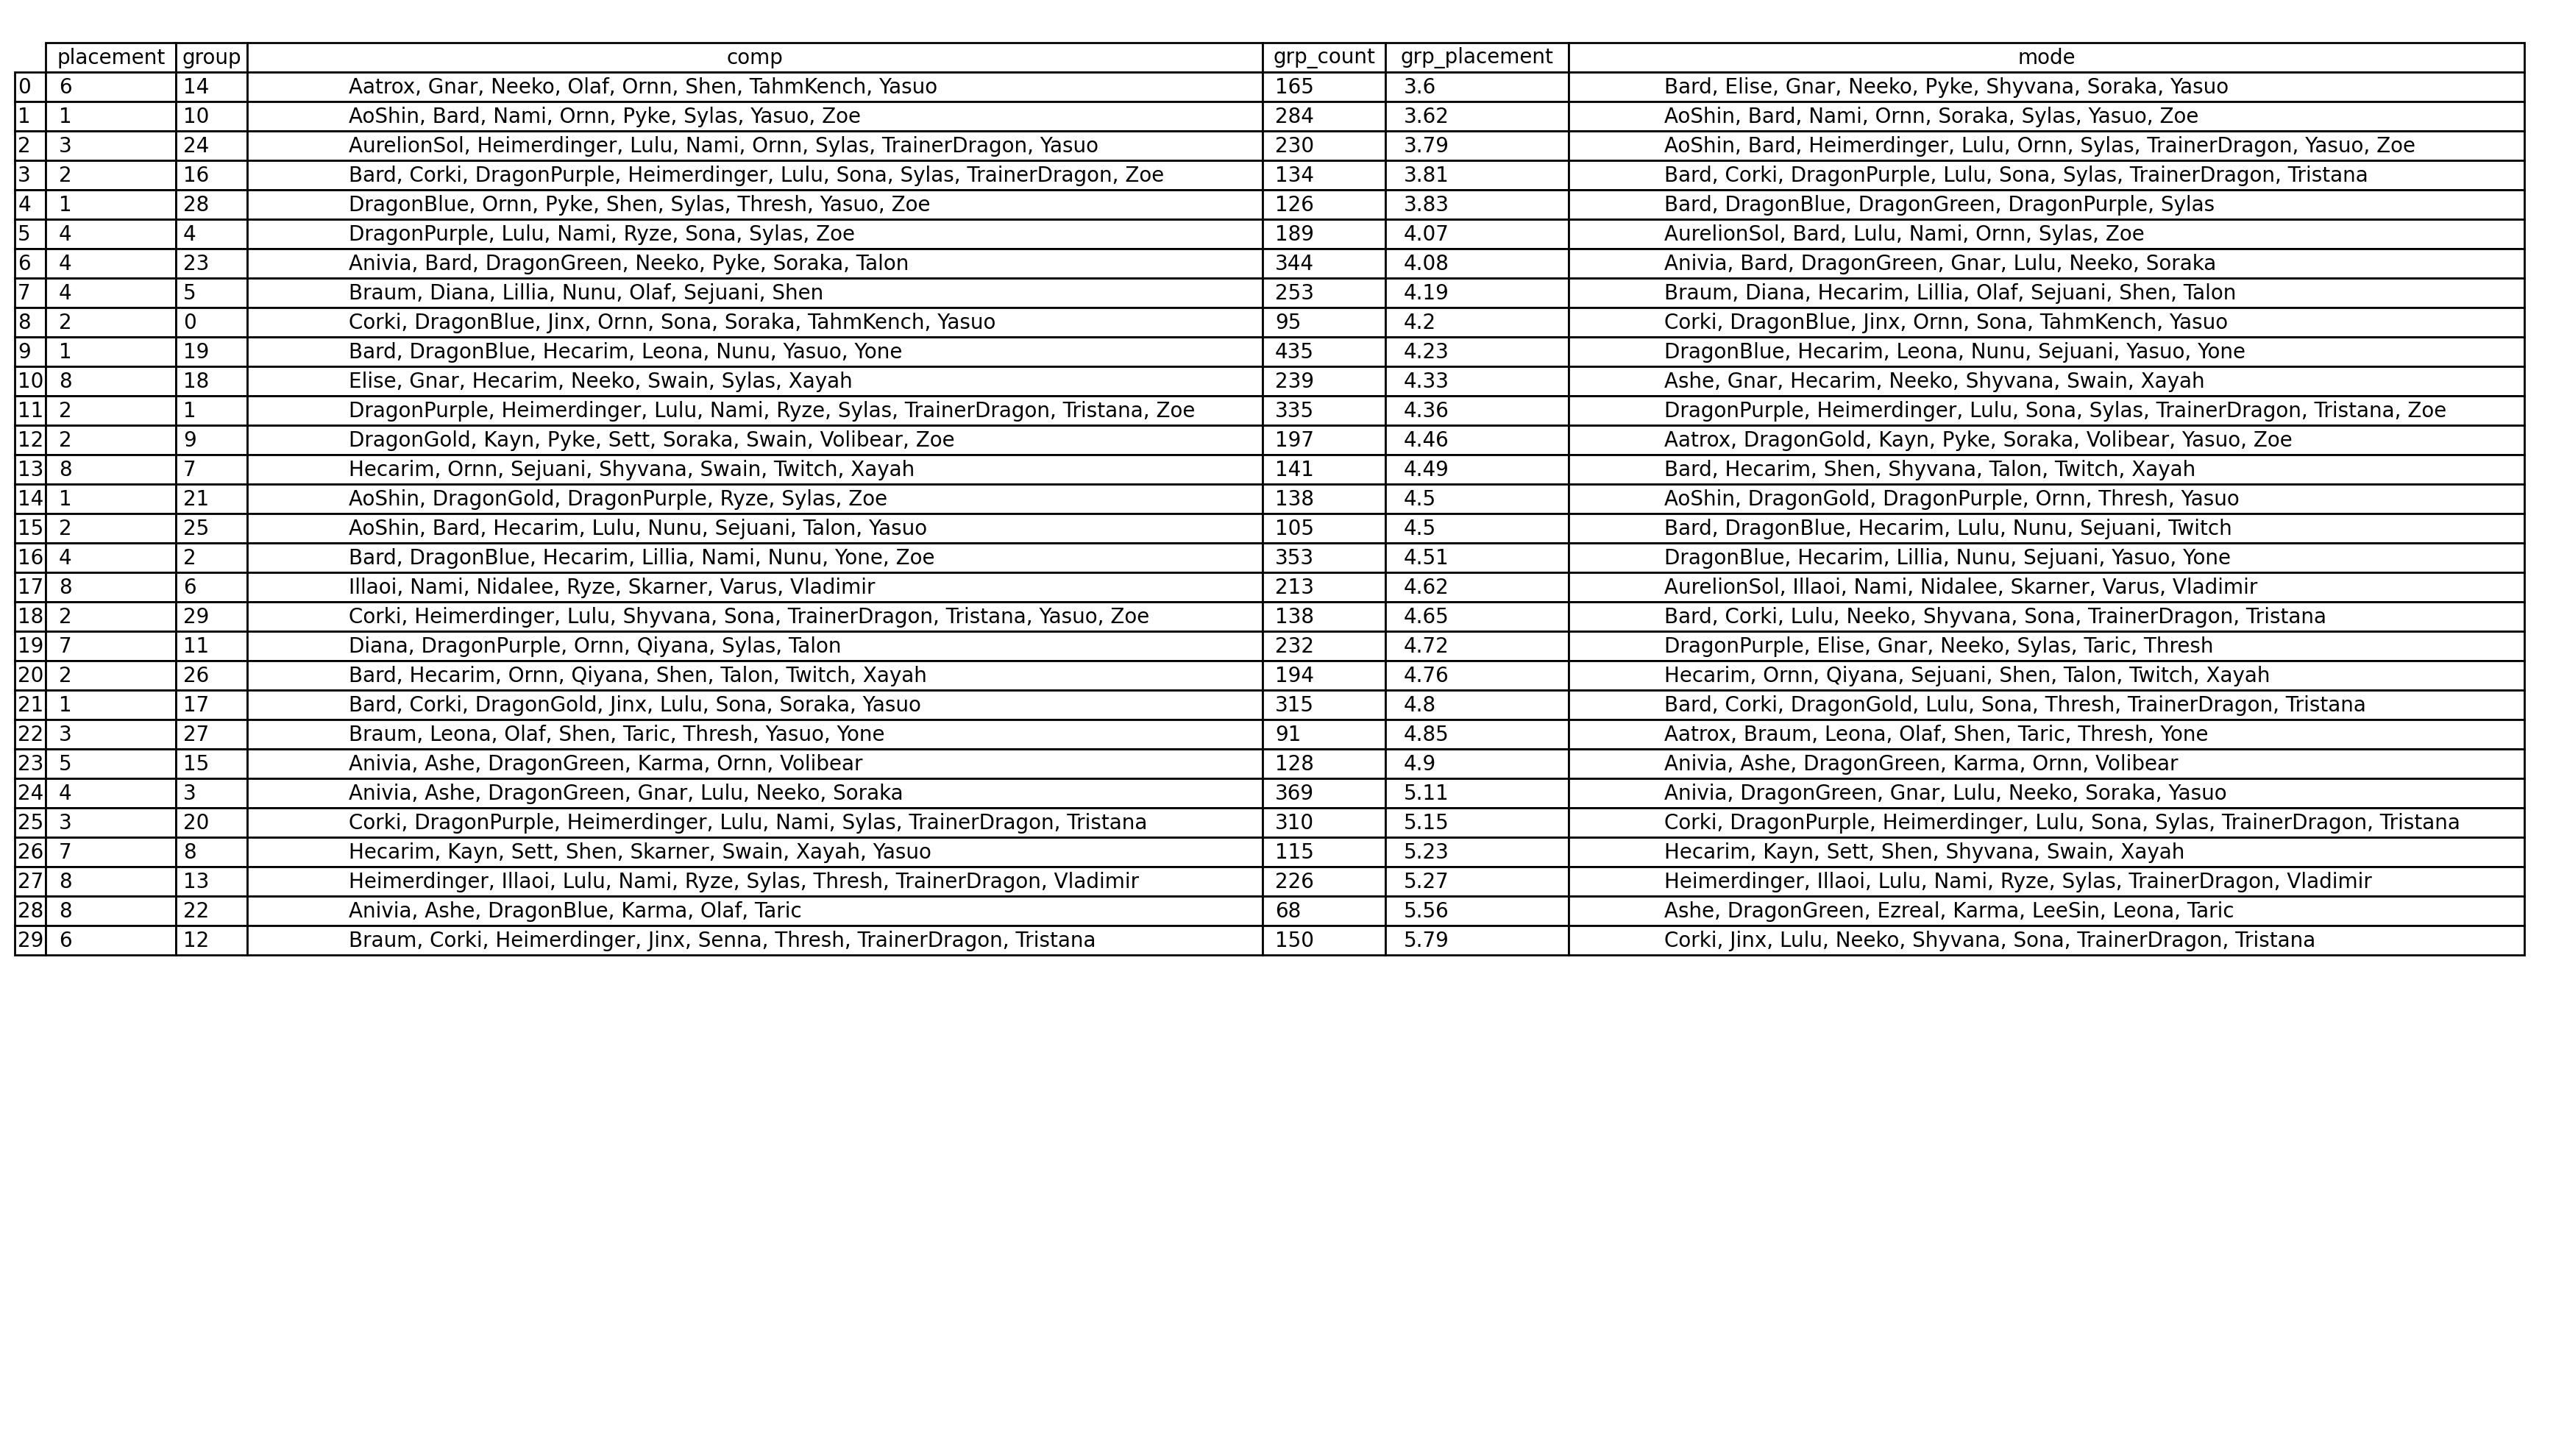 placement group comp grp_count grp_placement mode
0 6 14 Aatrox, Gnar, Neeko, Olaf, Ornn, Shen, TahmKench, Yasuo 165 3.6 Bard, Elise, Gnar, Neeko, Pyke, Shyvana, Soraka, Yasuo
1 1 10 AoShin, Bard, Nami, Ornn, Pyke, Sylas, Yasuo, Zoe 284 3.62 AoShin, Bard, Nami, Ornn, Soraka, Sylas, Yasuo, Zoe
2 3 24 AurelionSol, Heimerdinger, Lulu, Nami, Ornn, Sylas, TrainerDragon, Yasuo 230 3.79 AoShin, Bard, Heimerdinger, Lulu, Ornn, Sylas, TrainerDragon, Yasuo, Zoe
3 2 16 Bard, Corki, DragonPurple, Heimerdinger, Lulu, Sona, Sylas, TrainerDragon, Zoe 134 3.81 Bard, Corki, DragonPurple, Lulu, Sona, Sylas, TrainerDragon, Tristana
4 1 28 DragonBlue, Ornn, Pyke, Shen, Sylas, Thresh, Yasuo, Zoe 126 3.83 Bard, DragonBlue, DragonGreen, DragonPurple, Sylas
5 4 4 DragonPurple, Lulu, Nami, Ryze, Sona, Sylas, Zoe 189 4.07 AurelionSol, Bard, Lulu, Nami, Ornn, Sylas, Zoe
6 4 23 Anivia, Bard, DragonGreen, Neeko, Pyke, Soraka, Talon 344 4.08 Anivia, Bard, DragonGreen, Gnar, Lulu, Neeko, Soraka
7 4 5 Braum, Diana, Lillia, Nunu, Olaf, Sejuani, Shen 253 4.19 Braum, Diana, Hecarim, Lillia, Olaf, Sejuani, Shen, Talon
8 2 0 Corki, DragonBlue, Jinx, Ornn, Sona, Soraka, TahmKench, Yasuo 95 4.2 Corki, DragonBlue, Jinx, Ornn, Sona, TahmKench, Yasuo
9 1 19 Bard, DragonBlue, Hecarim, Leona, Nunu, Yasuo, Yone 435 4.23 DragonBlue, Hecarim, Leona, Nunu, Sejuani, Yasuo, Yone
10 8 18 Elise, Gnar, Hecarim, Neeko, Swain, Sylas, Xayah 239 4.33 Ashe, Gnar, Hecarim, Neeko, Shyvana, Swain, Xayah
11 2 1 DragonPurple, Heimerdinger, Lulu, Nami, Ryze, Sylas, TrainerDragon, Tristana, Zoe 335 4.36 DragonPurple, Heimerdinger, Lulu, Sona, Sylas, TrainerDragon, Tristana, Zoe
12 2 9 DragonGold, Kayn, Pyke, Sett, Soraka, Swain, Volibear, Zoe 197 4.46 Aatrox, DragonGold, Kayn, Pyke, Soraka, Volibear, Yasuo, Zoe
13 8 7 Hecarim, Ornn, Sejuani, Shyvana, Swain, Twitch, Xayah 141 4.49 Bard, Hecarim, Shen, Shyvana, Talon, Twitch, Xayah
14 1 21 AoShin, DragonGold, DragonPurple, Ryze, Sylas, Zoe 138 4.5 AoShin, DragonGold, DragonPurple, Ornn, Thresh, Yasuo
15 2 25 AoShin, Bard, Hecarim, Lulu, Nunu, Sejuani, Talon, Yasuo 105 4.5 Bard, DragonBlue, Hecarim, Lulu, Nunu, Sejuani, Twitch
16 4 2 Bard, DragonBlue, Hecarim, Lillia, Nami, Nunu, Yone, Zoe 353 4.51 DragonBlue, Hecarim, Lillia, Nunu, Sejuani, Yasuo, Yone
17 8 6 Illaoi, Nami, Nidalee, Ryze, Skarner, Varus, Vladimir 213 4.62 AurelionSol, Illaoi, Nami, Nidalee, Skarner, Varus, Vladimir
18 2 29 Corki, Heimerdinger, Lulu, Shyvana, Sona, TrainerDragon, Tristana, Yasuo, Zoe 138 4.65 Bard, Corki, Lulu, Neeko, Shyvana, Sona, TrainerDragon, Tristana
19 7 11 Diana, DragonPurple, Ornn, Qiyana, Sylas, Talon 232 4.72 DragonPurple, Elise, Gnar, Neeko, Sylas, Taric, Thresh
20 2 26 Bard, Hecarim, Ornn, Qiyana, Shen, Talon, Twitch, Xayah 194 4.76 Hecarim, Ornn, Qiyana, Sejuani, Shen, Talon, Twitch, Xayah
21 1 17 Bard, Corki, DragonGold, Jinx, Lulu, Sona, Soraka, Yasuo 315 4.8 Bard, Corki, DragonGold, Lulu, Sona, Thresh, TrainerDragon, Tristana
22 3 27 Braum, Leona, Olaf, Shen, Taric, Thresh, Yasuo, Yone 91 4.85 Aatrox, Braum, Leona, Olaf, Shen, Taric, Thresh, Yone
23 5 15 Anivia, Ashe, DragonGreen, Karma, Ornn, Volibear 128 4.9 Anivia, Ashe, DragonGreen, Karma, Ornn, Volibear
24 4 3 Anivia, Ashe, DragonGreen, Gnar, Lulu, Neeko, Soraka 369 5.11 Anivia, DragonGreen, Gnar, Lulu, Neeko, Soraka, Yasuo
25 3 20 Corki, DragonPurple, Heimerdinger, Lulu, Nami, Sylas, TrainerDragon, Tristana 310 5.15 Corki, DragonPurple, Heimerdinger, Lulu, Sona, Sylas, TrainerDragon, Tristana
26 7 8 Hecarim, Kayn, Sett, Shen, Skarner, Swain, Xayah, Yasuo 115 5.23 Hecarim, Kayn, Sett, Shen, Shyvana, Swain, Xayah
27 8 13 Heimerdinger, Illaoi, Lulu, Nami, Ryze, Sylas, Thresh, TrainerDragon, Vladimir 226 5.27 Heimerdinger, Illaoi, Lulu, Nami, Ryze, Sylas, TrainerDragon, Vladimir
28 8 22 Anivia, Ashe, DragonBlue, Karma, Olaf, Taric 68 5.56 Ashe, DragonGreen, Ezreal, Karma, LeeSin, Leona, Taric
29 6 12 Braum, Corki, Heimerdinger, Jinx, Senna, Thresh, TrainerDragon, Tristana 150 5.79 Corki, Jinx, Lulu, Neeko, Shyvana, Sona, TrainerDragon, Tristana